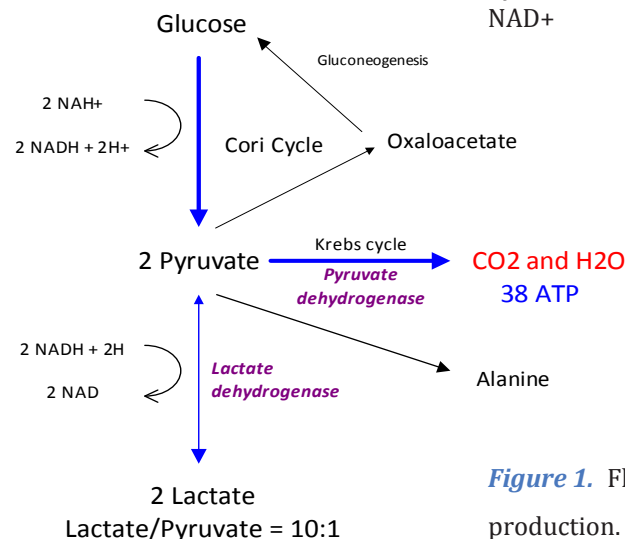 NAD+
Glucose
Gluconeogenesis
2 NAH+
2 NADH + 2H+
Cori Cycle
Oxaloacetate
2 Pyruvate
Krebs cycle
Pyruvate
dehydrogenase
CO2 and H2O
38 ATP
2 NADH + 2H
2 NAD
Lactate
dehydrogenase
Alanine
2 Lactate
Lactate/Pyruvate = 10:1
Figure 1.
production.